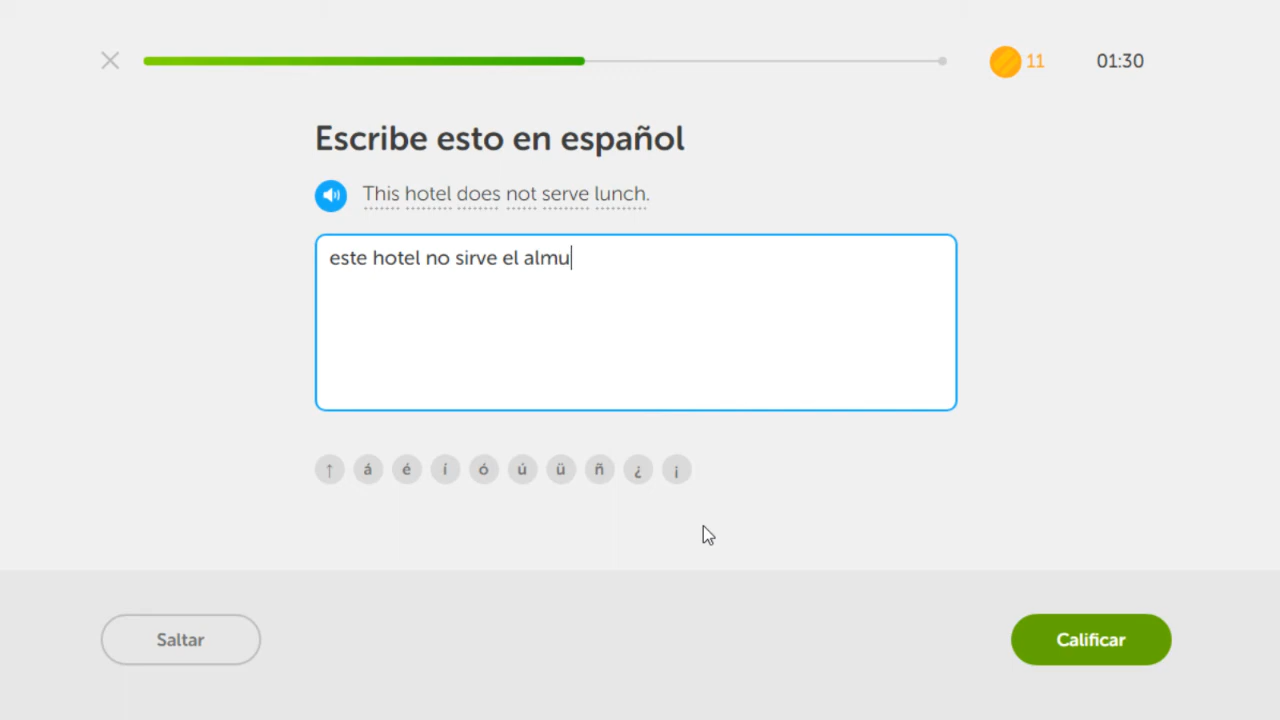 11 01:30
Escribe esto en español
This hotel does not serve lunch.
este hotel no sirve el almu
↑ á é í ó ú ü ñ ¿ ¡
Saltar Calificar